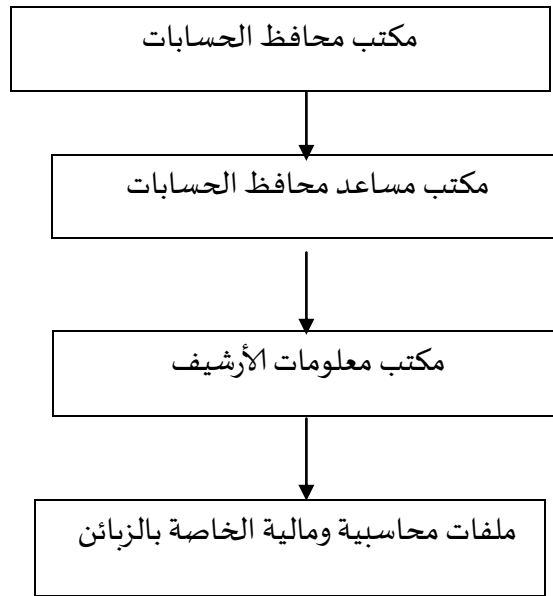 مكتب محافظ الحسابات
مكتب مساعد محافظ الحسابات
مكتب معلومات الأرشيف
ملفات محاسبية ومالية الخاصة بالزبائن